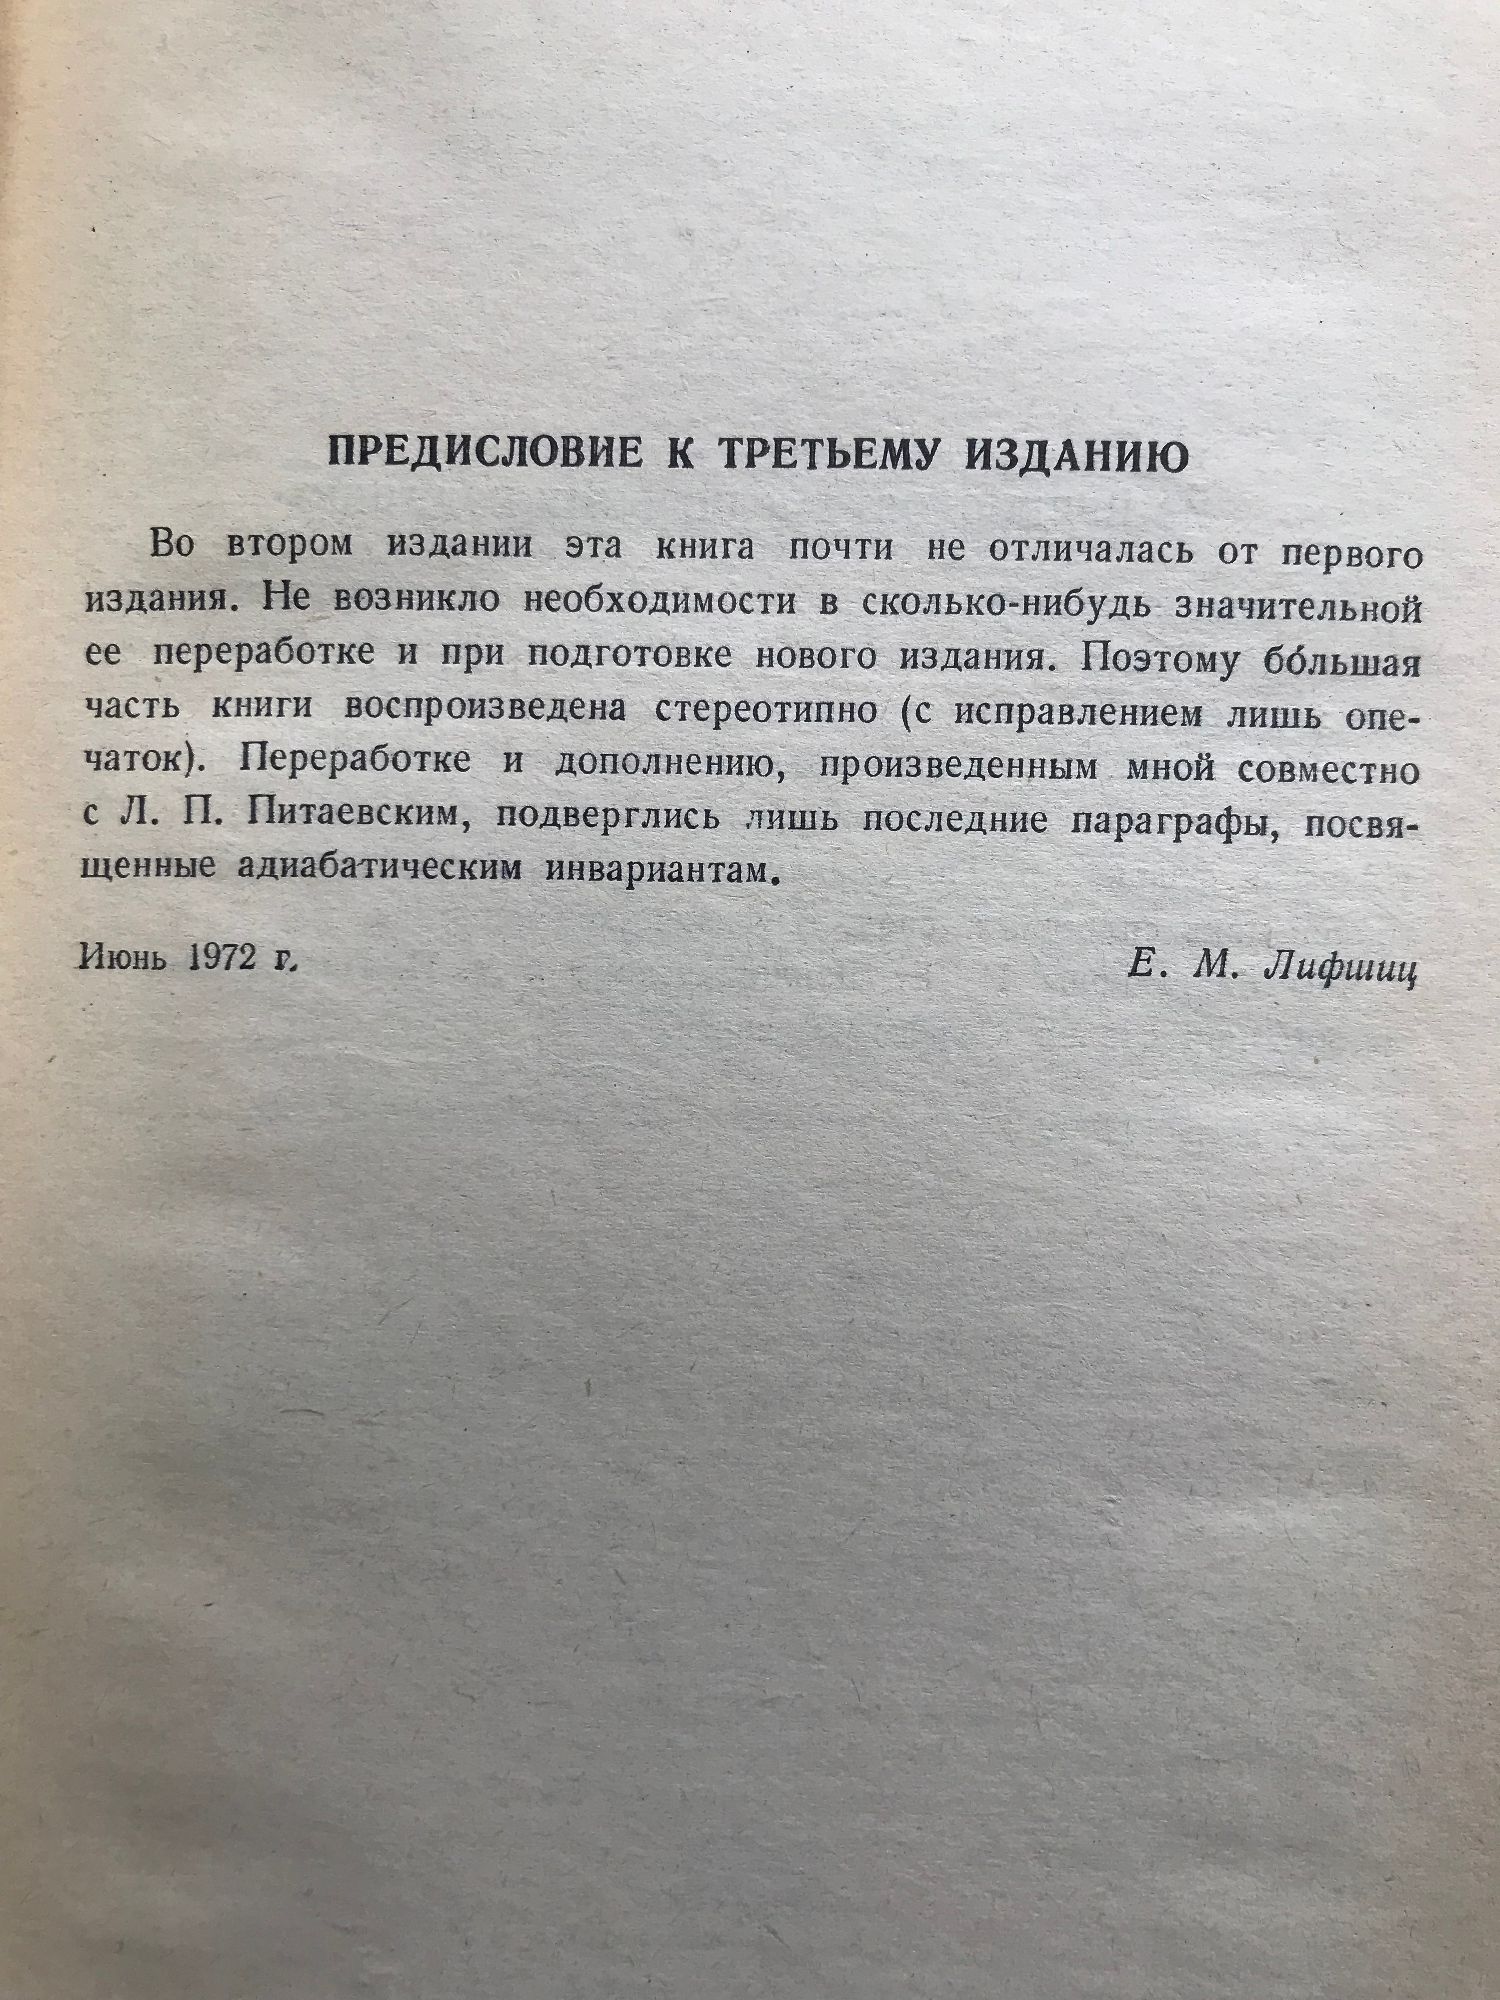 ПРЕДИСЛОВИЕ К ТРЕТЬЕМУ ИЗДАНИЮ
Во втором издании эта книга почти не отличалась от первого
издания. Не возникло необходимости в сколько-нибудь значительной
ее переработке и при подготовке нового издания. Поэтому бо́льшая
часть книги воспроизведена стереотипно (с исправлением лишь опе-
чаток). Переработке и дополнению, произведенным мной совместно
с Л. П. Питаевским, подверглись лишь последние параграфы, посвя-
щенные адиабатическим инвариантам.
Июнь 1972 г.
Е. М. Лифшиц